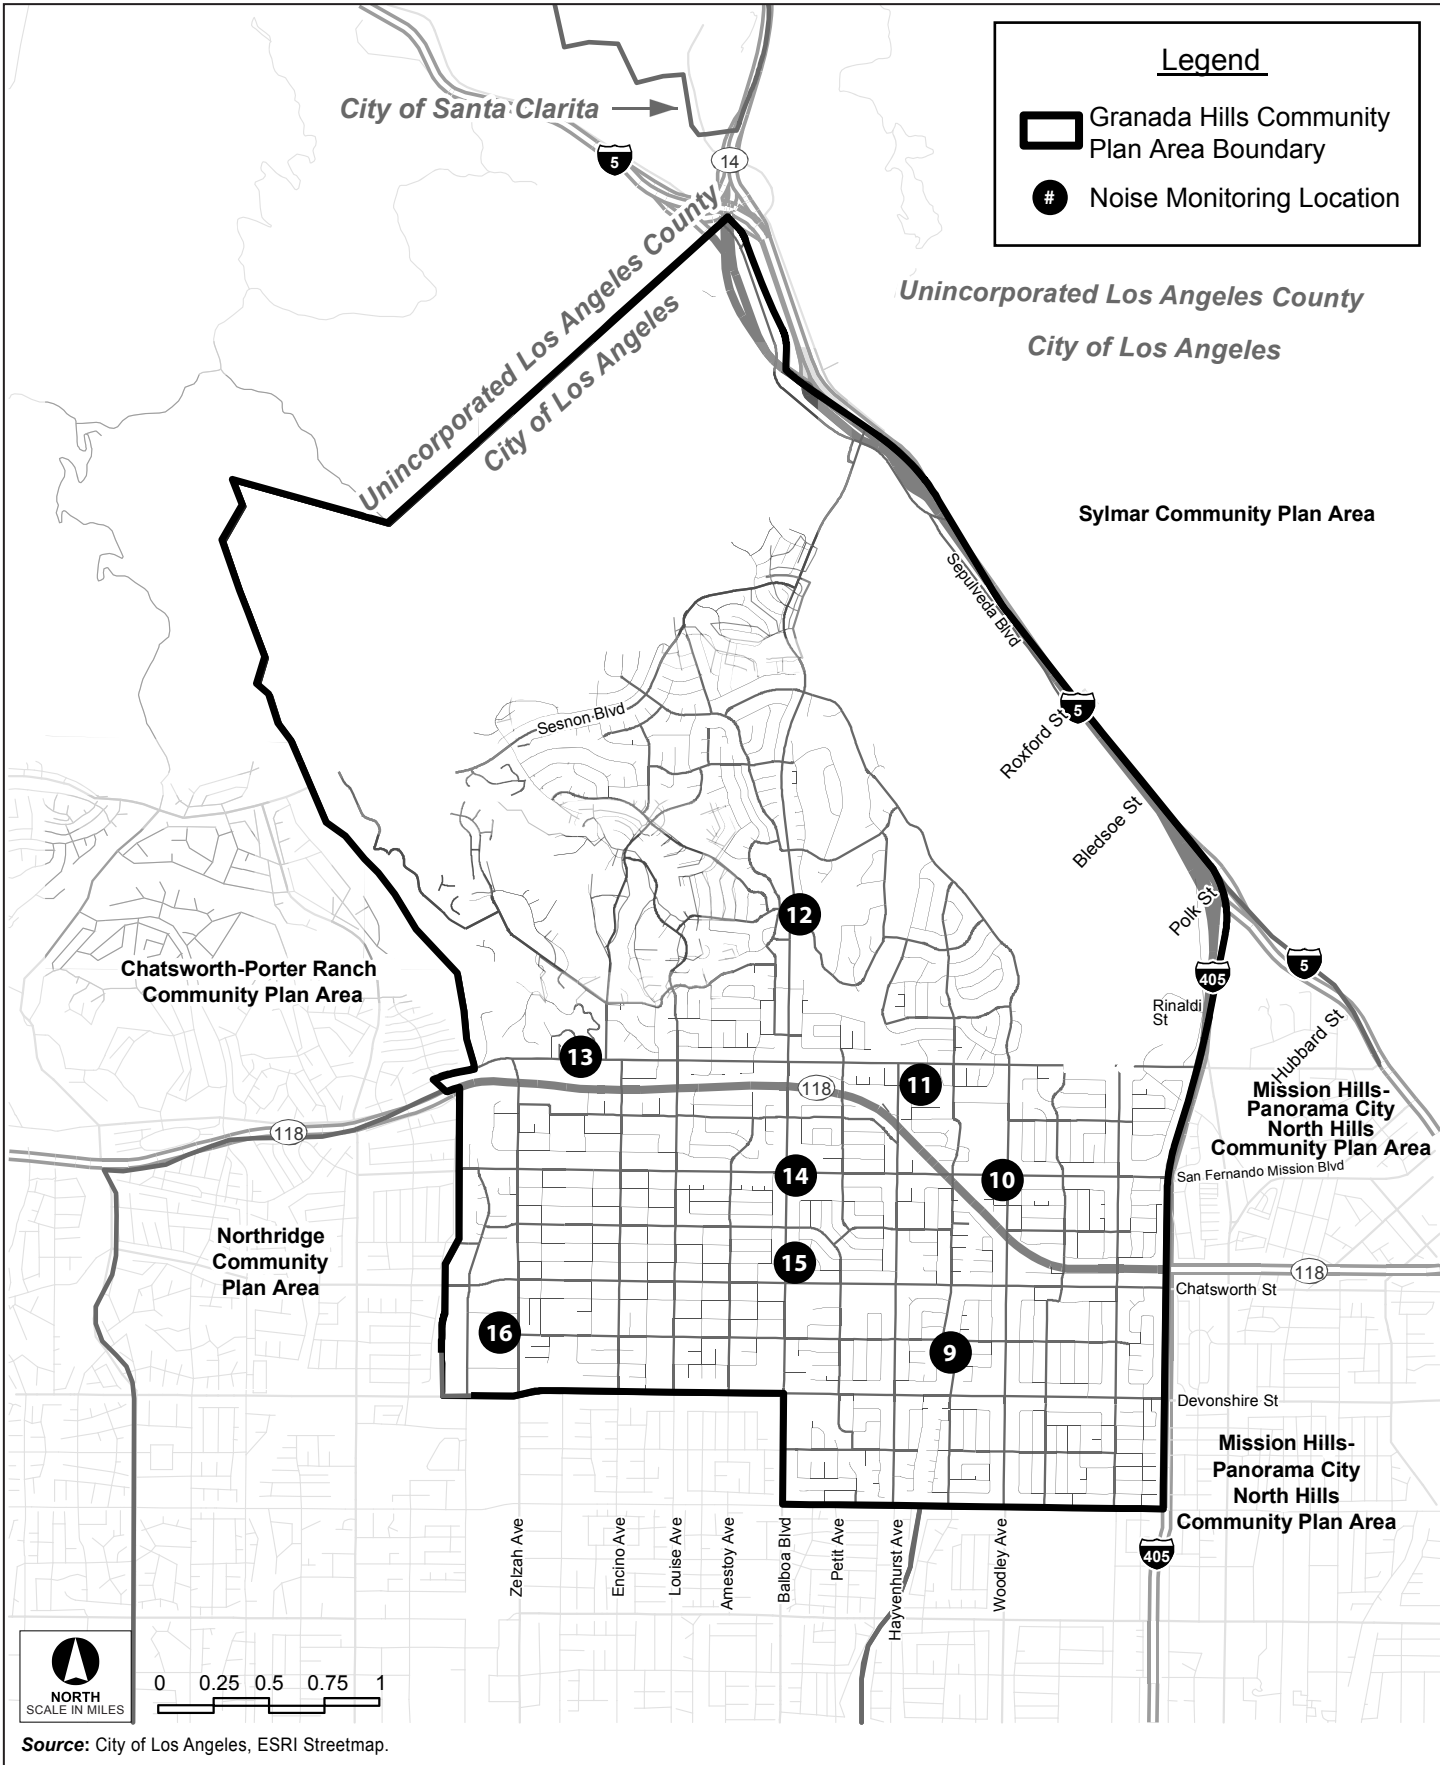 Legend
Granada Hills Community
Plan Area Boundary
# Noise Monitoring Location
City of Santa Clarita
5
14
Unincorporated Los Angeles County
City of Los Angeles
Unincorporated Los Angeles County
City of Los Angeles
Sylmar Community Plan Area
Sepulveda Blvd
Sesnon Blvd
5
Roxford St
Bledsoe St
Polk St
12
405
5
Chatsworth-Porter Ranch
Community Plan Area
Rinaldi
St
Hubbard St
13
118
11
Mission Hills-
Panorama City
North Hills
Community Plan Area
118
14
10
San Fernando Mission Blvd
Northridge
Community
Plan Area
15
118
Chatsworth St
16
9
Devonshire St
Mission Hills-
Panorama City
North Hills
Community Plan Area
Zelzah Ave
Encino Ave
Louise Ave
Amestoy Ave
Balboa Blvd
Petit Ave
Hayvenhurst Ave
Woodley Ave
405
NORTH
SCALE IN MILES
0 0.25 0.5 0.75 1
Source: City of Los Angeles, ESRI Streetmap.